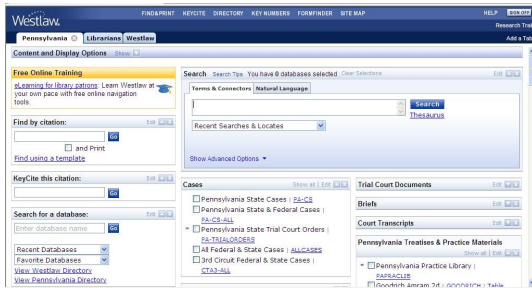 Westlaw.
FIND&PRINT KEYCITE DIRECTORY KEY NUMBERS FORMFINDER SITE MAP
HELP SIGN OFF
Research Trail
Pennsylvania Librarians Westlaw
Add a Tab
Content and Display Options Show
Free Online Training
eLearning for library patrons: Learn Westlaw at
your own pace with free online navigation
tools.
Find by citation: Edit
Go
and Print
Find using a template
KeyCite this citation: Edit
Go
Search for a database: Edit
Enter database name Go
Recent Databases
Favorite Databases
View Westlaw Directory
View Pennsylvania Directory
Search Search Tips You have 0 databases selected Clear Selections Edit
Terms & Connectors Natural Language
Search
Thesaurus
Recent Searches & Locates
Show Advanced Options
Cases Show all | Edit
Pennsylvania State Cases | PA-CS
Pennsylvania State & Federal Cases |
PA-CS-ALL
Pennsylvania State Trial Court Orders |
PA-TRIALORDERS
All Federal & State Cases | ALLCASES
3rd Circuit Federal & State Cases |
CTA3-ALL
Trial Court Documents Edit
Briefs Edit
Court Transcripts Edit
Pennsylvania Treatises & Practice Materials
Show all | Edit
Pennsylvania Practice Library |
PAPRACLIB
Goodrich Amram 2d | GOODRICH | Table